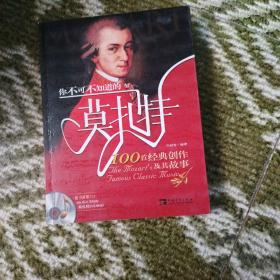 你不可不知道的
莫扎特
100首经典创作
及其故事
The Mozart's
Famous Classic Music